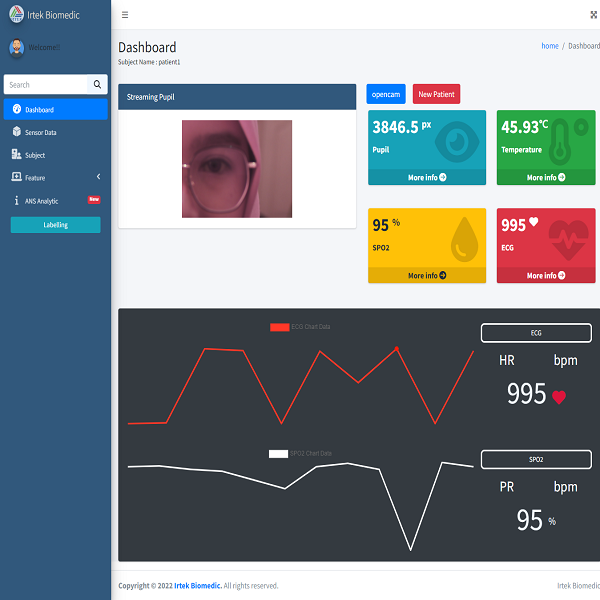 Irtek Biomedic
Welcome!!
Search
Dashboard
Sensor Data
Subject
Feature
ANS Analytic New
Labelling
Dashboard
home / Dashboard
Subject Name : patient1
Streaming Pupil
opencam
New Patient
3846.5 px
Pupil
More info
45.93°C
Temperature
More info
95 %
SPO2
More info
995
ECG
More info
ECG Chart Data
ECG
HR bpm
995
SPO2 Chart Data
SPO2
PR bpm
95 %
Copyright © 2022 Irtek Biomedic. All rights reserved.
Irtek Biomedic